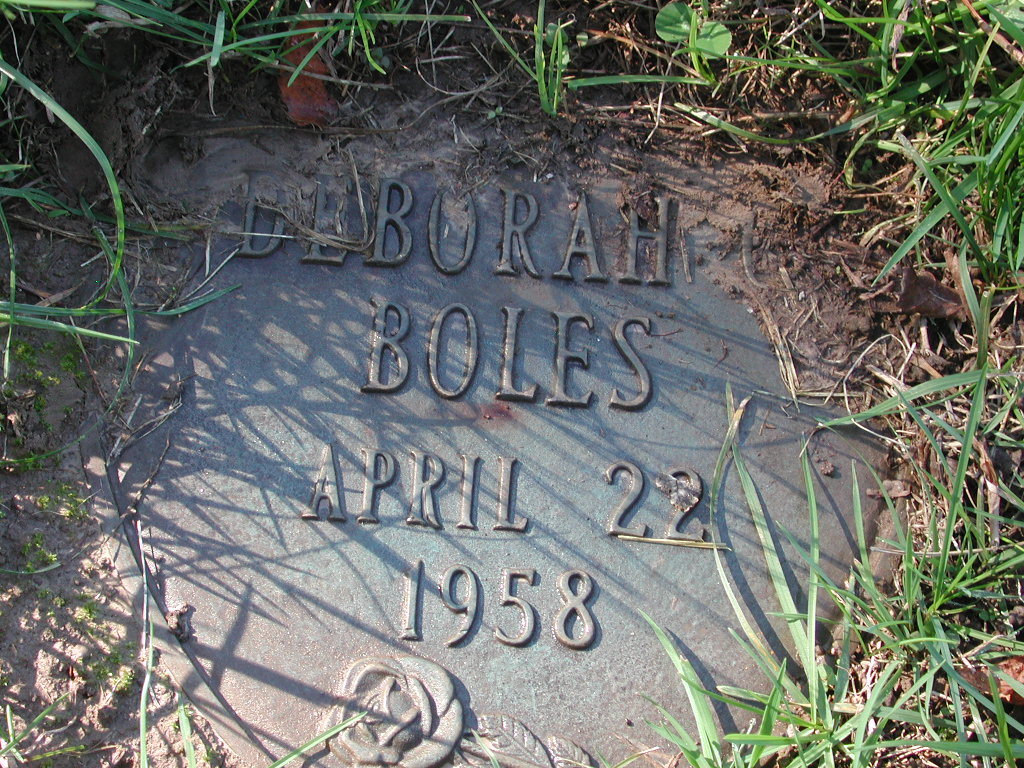 DEBORAH
BOLES
APRIL 22
1958